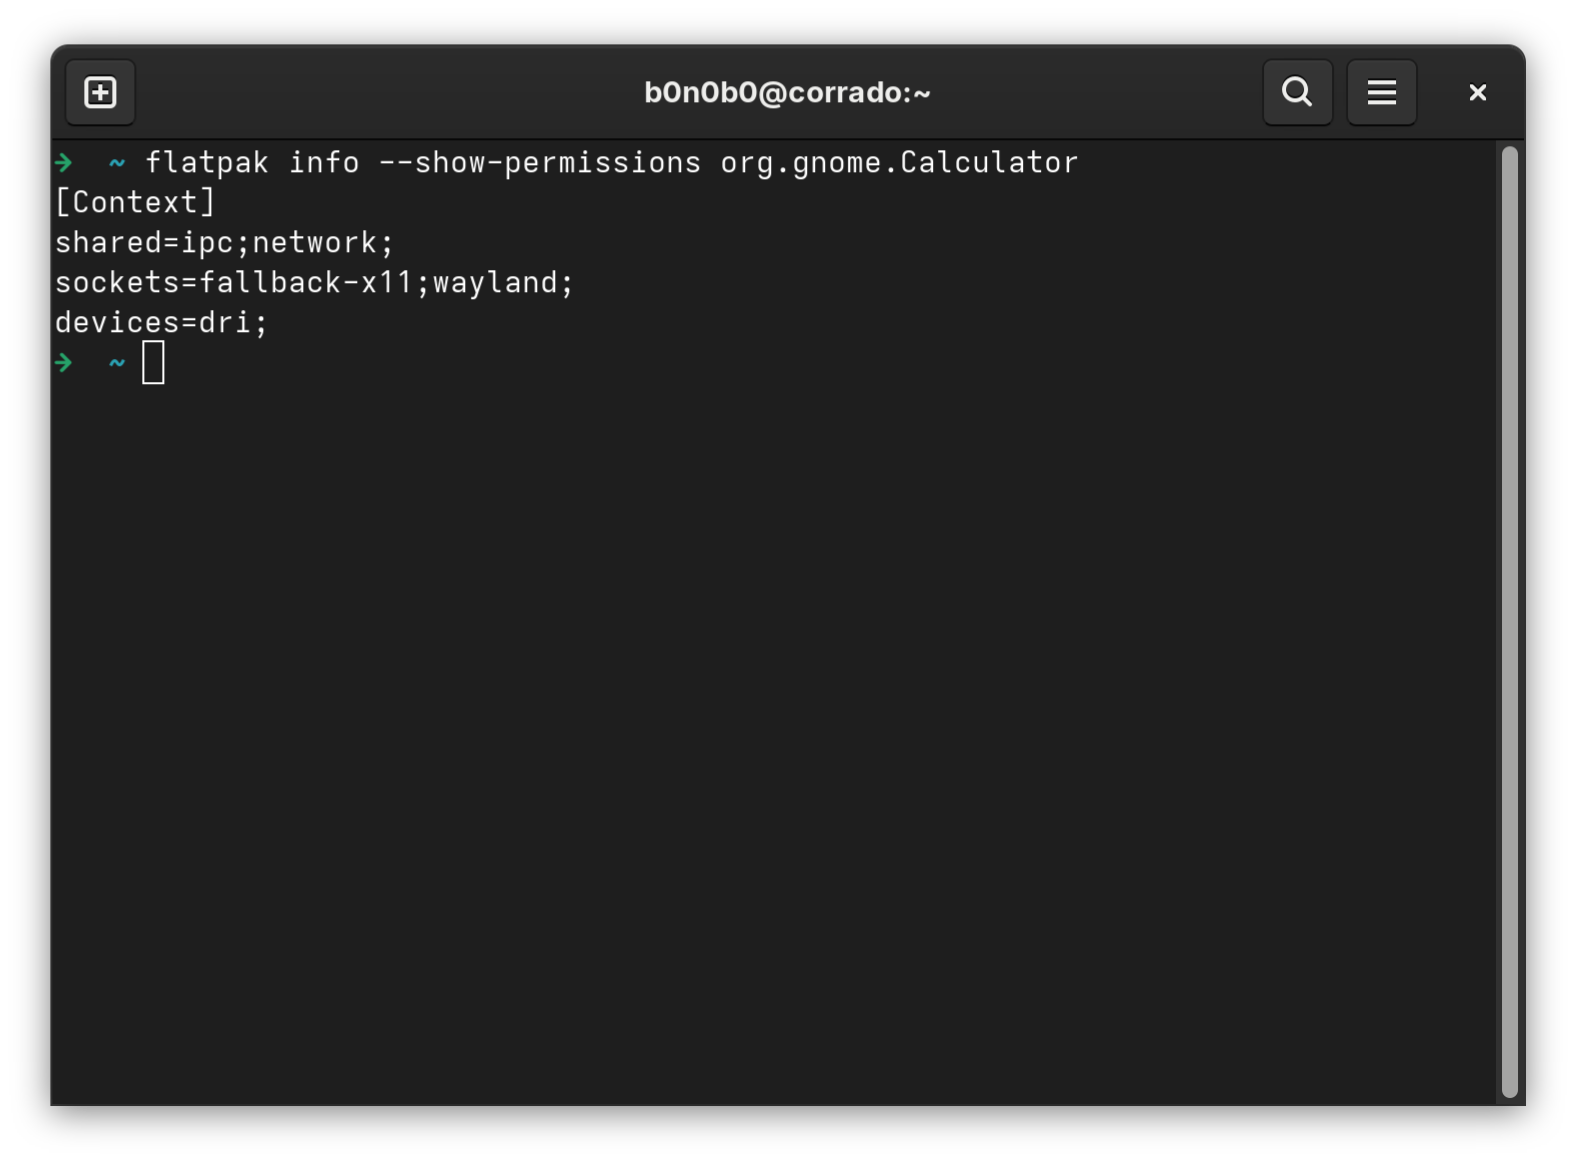 b0n0b0@corrado:~
→ ~ flatpak info --show-permissions org.gnome.Calculator
[Context]
shared=ipc;network;
sockets=fallback-x11;wayland;
devices=dri;
→ ~